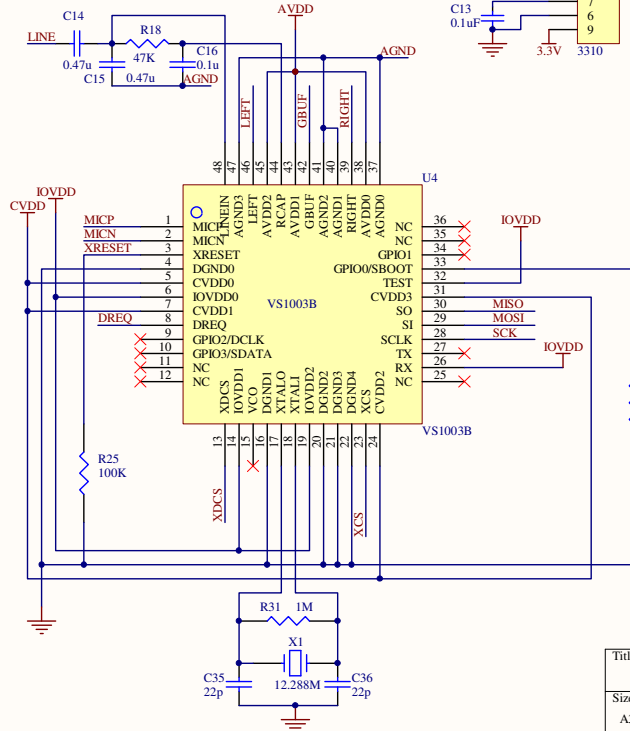 C14
LINE
0.47u
R18
47K
C15
0.47u
C16
0.1u
AGND
AVDD
AGND
C13
0.1uF
7
6
9
3.3V
3310
LEFT
GBUF
RIGHT
48
47
46
45
44
43
42
41
40
39
38
37
U4
LINEIN
AGND3
LEFT
AVDD2
RCAP
AVDD1
GBUF
AGND2
AGND1
RIGHT
AVDD0
AGND0
IOVDD
CVDD
MICP 1 MICP
MICN 2 MICN
XRESET 3 XRESET
4 DGND0
5 CVDD0
6 IOVDD0
7 CVDD1
DREQ 8 DREQ
9 GPIO2/DCLK
10 GPIO3/SDATA
11 NC
12 NC
VS1003B
NC 36
NC 35
GPIO1 34
GPIO0/SBOOT 33
TEST 32
CVDD3 31
SO 30 MISO
SI 29 MOSI
SCLK 28 SCK
TX 27
RX 26
NC 25
IOVDD
IOVDD
XDCS
IOVDD1
VCO
DGND1
XTALO
XTALI
IOVDD2
DGND2
DGND3
DGND4
XCS
CVDD2
VS1003B
13
14
15
16
17
18
19
20
21
22
23
24
R25
100K
XDCS
XCS
R31 1M
X1
12.288M
C35
22p
C36
22p
Titl
Size